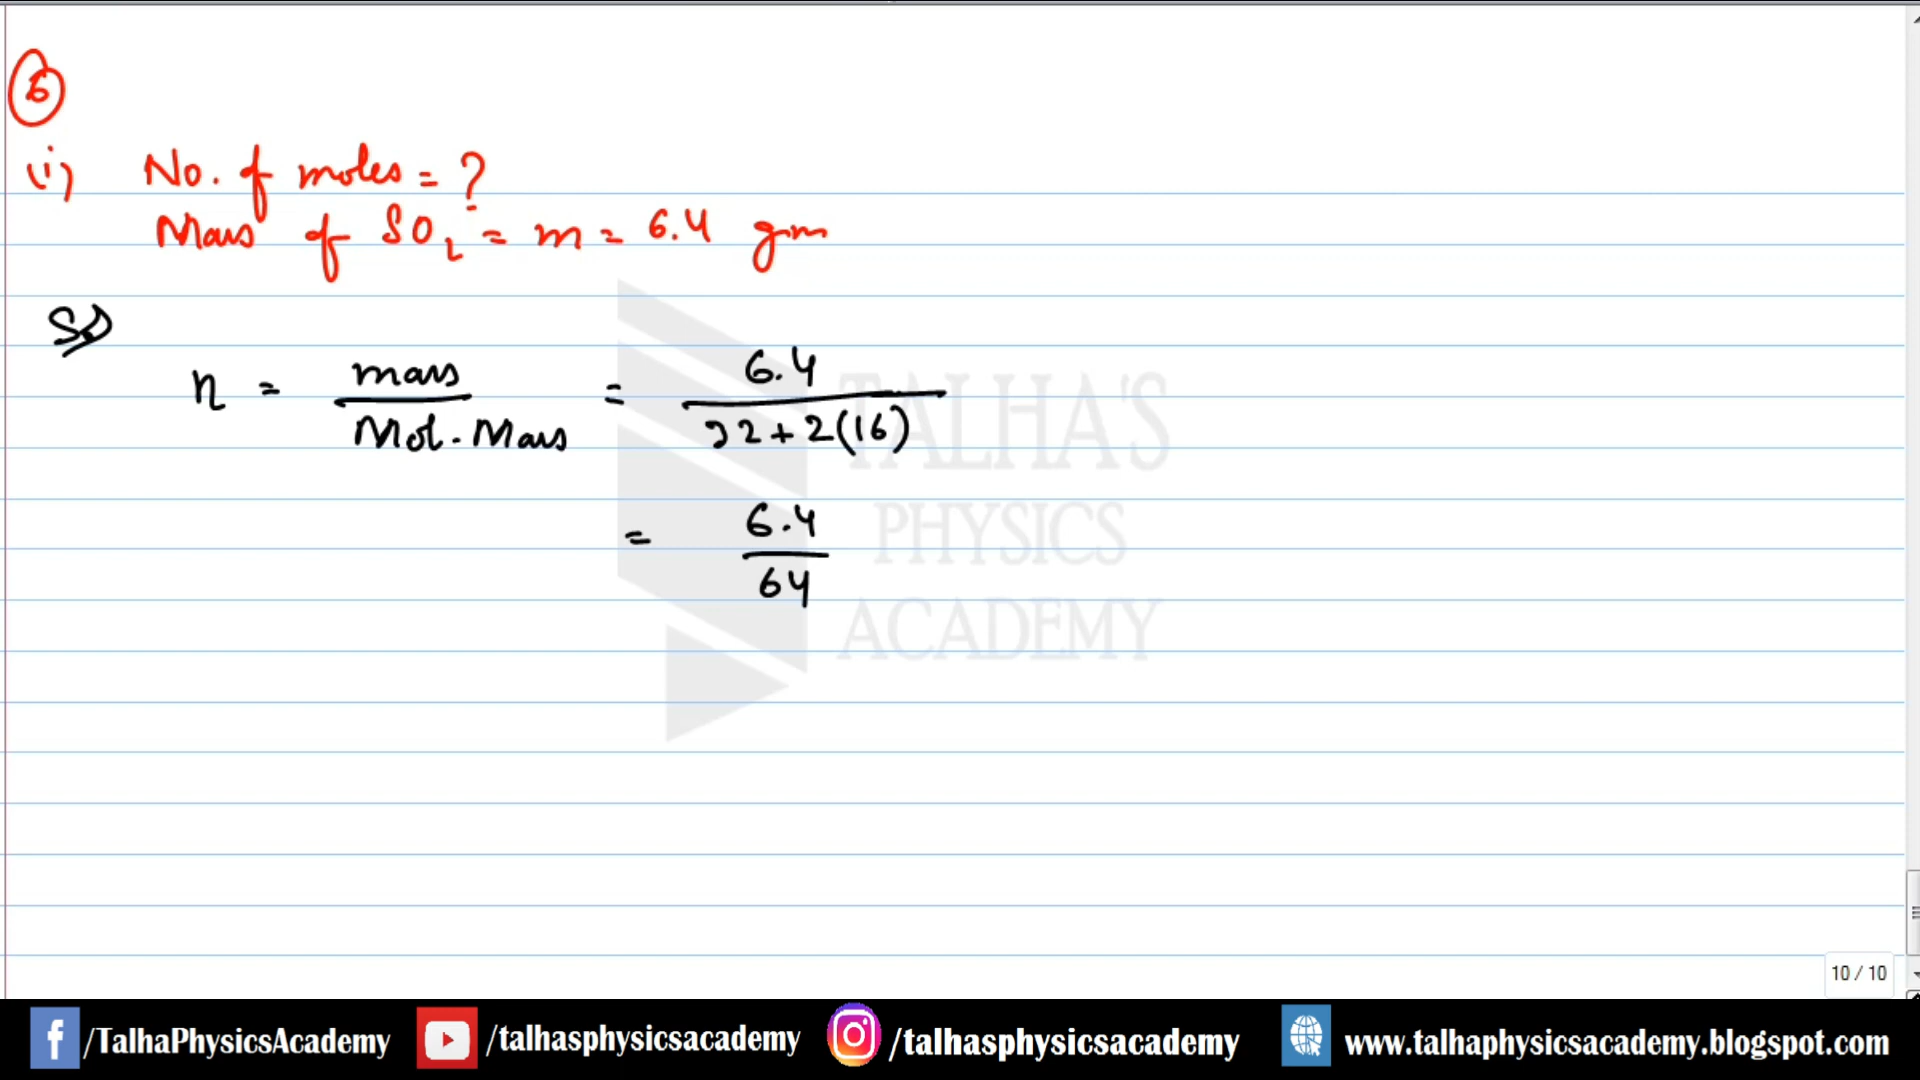 6
(i) No. of moles = ?
Mass of SO2 = m = 6.4 gm
Sol
n = mass / Mol. Mass = 6.4 / 32 + 2(16)
= 6.4 / 64
TALHA'S
PHYSICS
ACADEMY
10 / 10
/TalhaPhysicsAcademy /talhasphysicsacademy /talhasphysicsacademy www.talhaphysicsacademy.blogspot.com